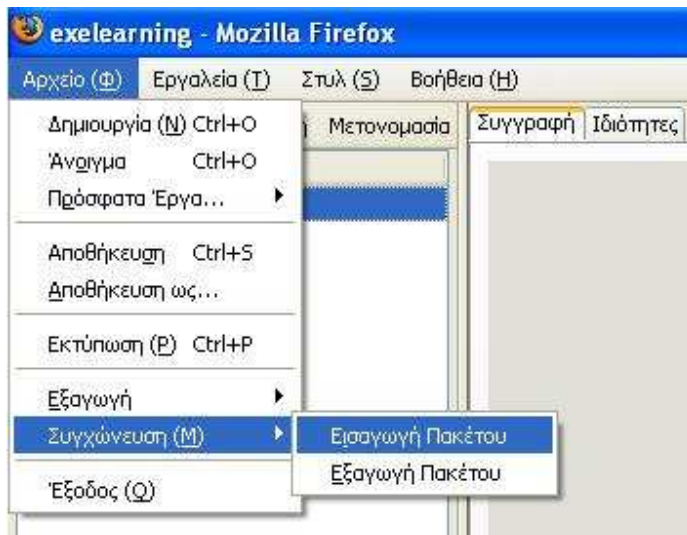 exelearning - Mozilla Firefox
Αρχείο (Φ) Εργαλεία (Τ) Στυλ (S) Βοήθεια (H)
Δημιουργία (N) Ctrl+O
Μετονομασία
Συγγραφή Ιδιότητες
Άνοιγμα Ctrl+O
Πρόσφατα Έργα...
Αποθήκευση Ctrl+S
Αποθήκευση ως...
Εκτύπωση (P) Ctrl+P
Εξαγωγή
Συγχώνευση (M)
Εισαγωγή Πακέτου
Εξαγωγή Πακέτου
Έξοδος (Q)